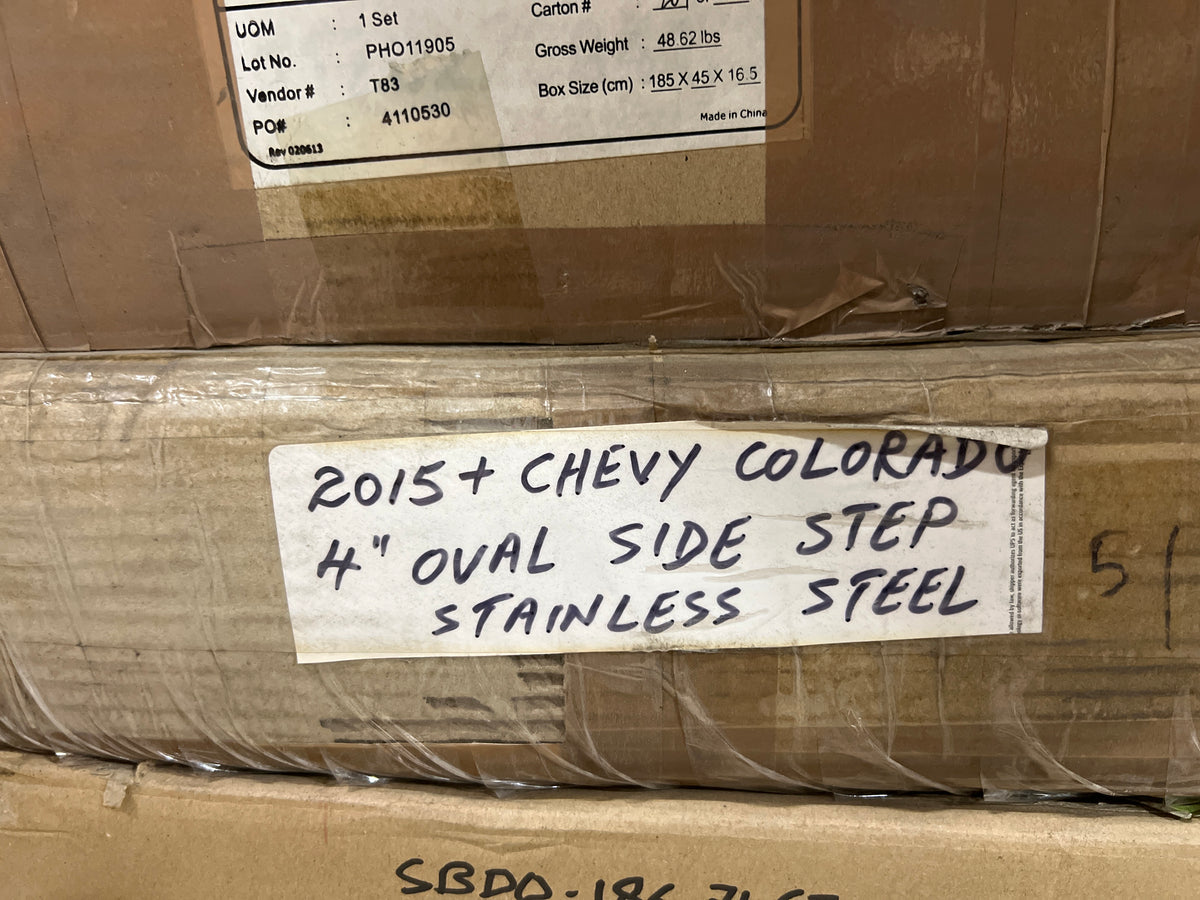 UOM : 1 Set
Lot No. : PHO11905
Vendor # : T83
PO# : 4110530
Rev 020613
Carton # :
Gross Weight : 48.62 lbs
Box Size (cm) : 185 X 45 X 16.5
Made in China
2015+ CHEVY COLORADO
4" OVAL SIDE STEP
STAINLESS STEEL
51
SBDO-186